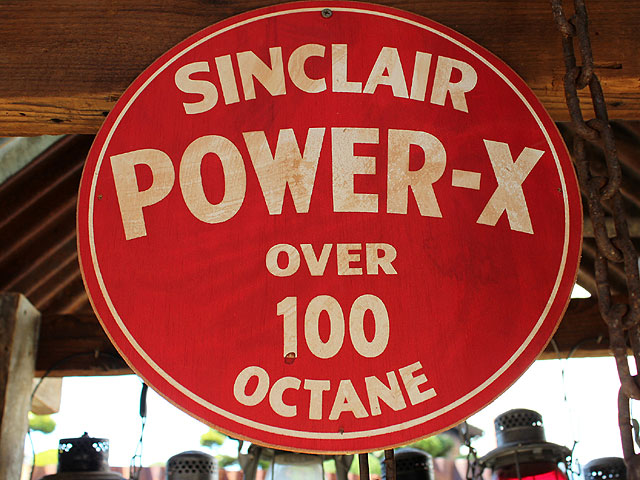 SINCLAIR
POWER-X
OVER
100
OCTANE